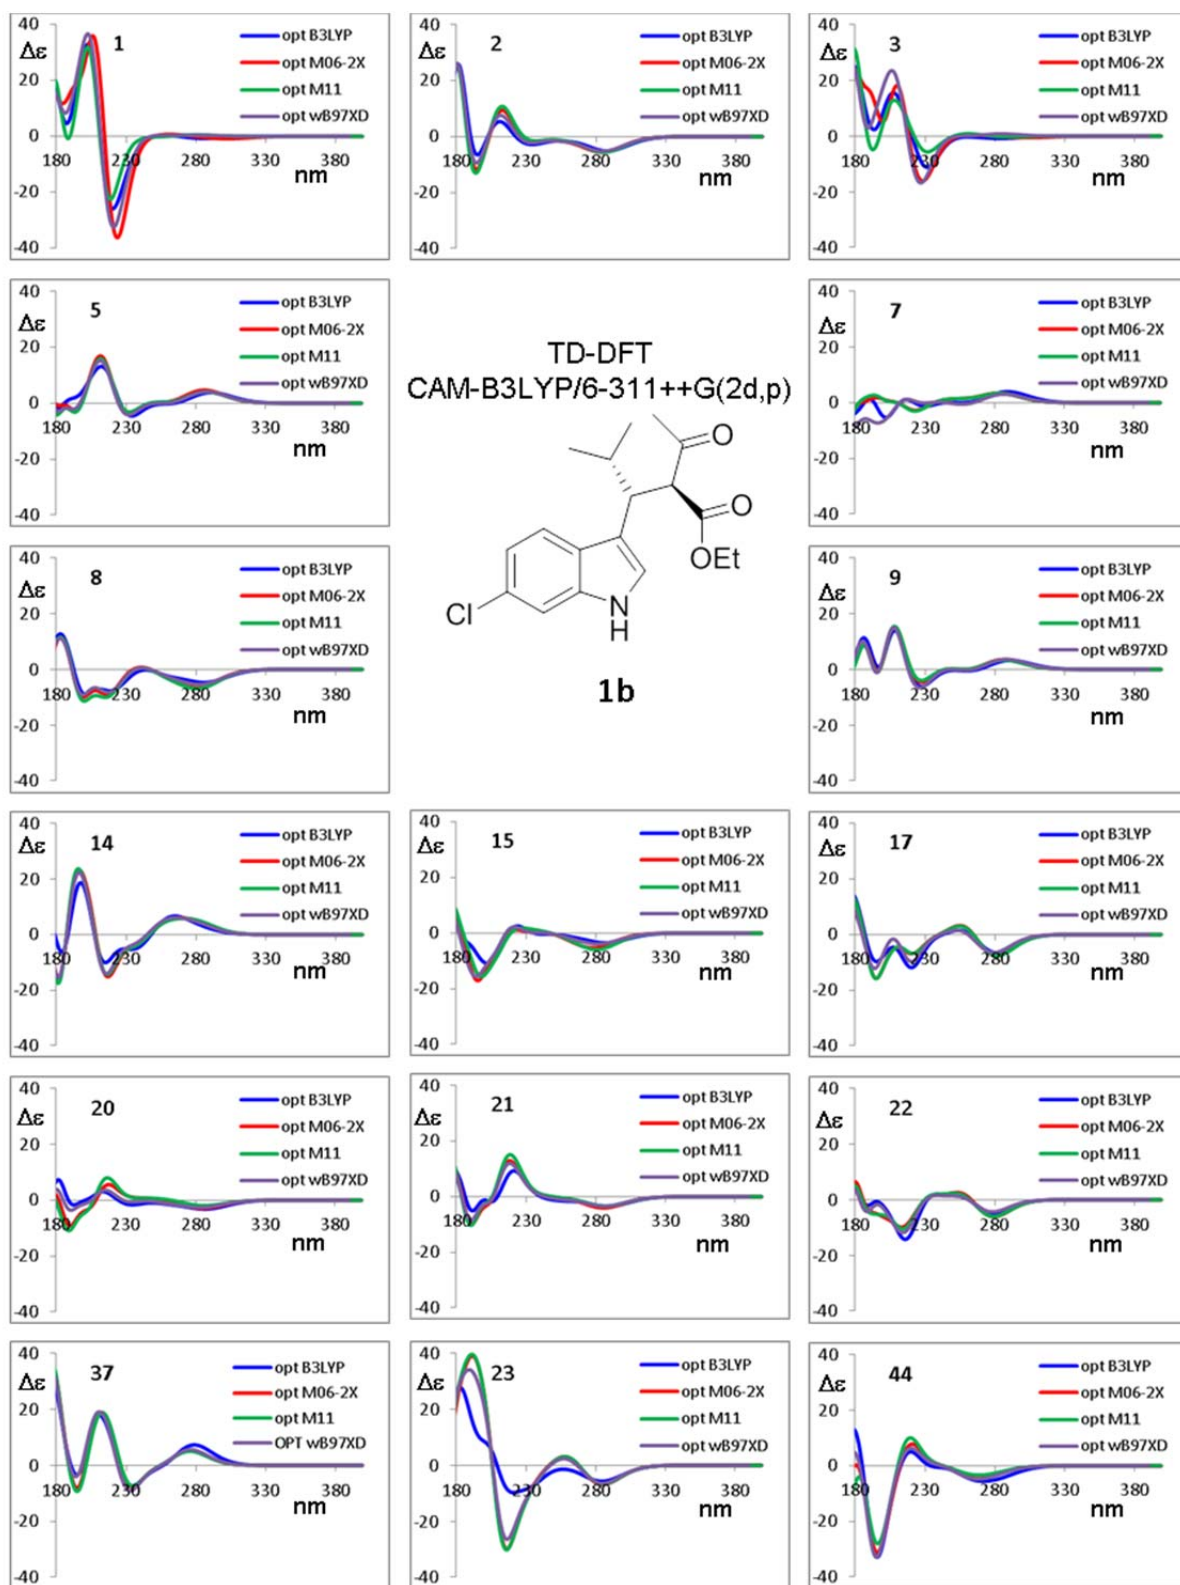 40
Δε
20
0
-20
-40
1
opt B3LYP
opt M06-2X
opt M11
opt wB97XD
180 230 280 330 380
nm
40
Δε
20
0
-20
-40
2
opt B3LYP
opt M06-2X
opt M11
opt wB97XD
180 230 280 330 380
nm
40
Δε
20
0
-20
-40
3
opt B3LYP
opt M06-2X
opt M11
opt wB97XD
180 230 280 330 380
nm
40
Δε
20
0
-20
-40
5
opt B3LYP
opt M06-2X
opt M11
opt wB97XD
180 230 280 330 380
nm
TD-DFT
CAM-B3LYP/6-311++G(2d,p)
O
O
OEt
Cl
N
H
1b
40
Δε
20
0
-20
-40
7
opt B3LYP
opt M06-2X
opt M11
opt wB97XD
180 230 280 330 380
nm
40
Δε
20
0
-20
-40
8
opt B3LYP
opt M06-2X
opt M11
opt wB97XD
180 230 280 330 380
nm
40
Δε
20
0
-20
-40
9
opt B3LYP
opt M06-2X
opt M11
opt wB97XD
180 230 280 330 380
nm
40
Δε
20
0
-20
-40
14
opt B3LYP
opt M06-2X
opt M11
opt wB97XD
180 230 280 330 380
nm
40
Δε
20
0
-20
-40
15
opt B3LYP
opt M06-2X
opt M11
opt wB97XD
180 230 280 330 380
nm
40
Δε
20
0
-20
-40
17
opt B3LYP
opt M06-2X
opt M11
opt wB97XD
180 230 280 330 380
nm
40
Δε
20
0
-20
-40
20
opt B3LYP
opt M06-2X
opt M11
opt wB97XD
180 230 280 330 380
nm
40
Δε
20
0
-20
-40
21
opt B3LYP
opt M06-2X
opt M11
opt wB97XD
180 230 280 330 380
nm
40
Δε
20
0
-20
-40
22
opt B3LYP
opt M06-2X
opt M11
opt wB97XD
180 230 280 330 380
nm
40
Δε
20
0
-20
-40
37
opt B3LYP
opt M06-2X
opt M11
OPT wB97XD
180 230 280 330 380
nm
40
Δε
20
0
-20
-40
23
opt B3LYP
opt M06-2X
opt M11
opt wB97XD
180 230 280 330 380
nm
40
Δε
20
0
-20
-40
44
opt B3LYP
opt M06-2X
opt M11
opt wB97XD
180 230 280 330 380
nm